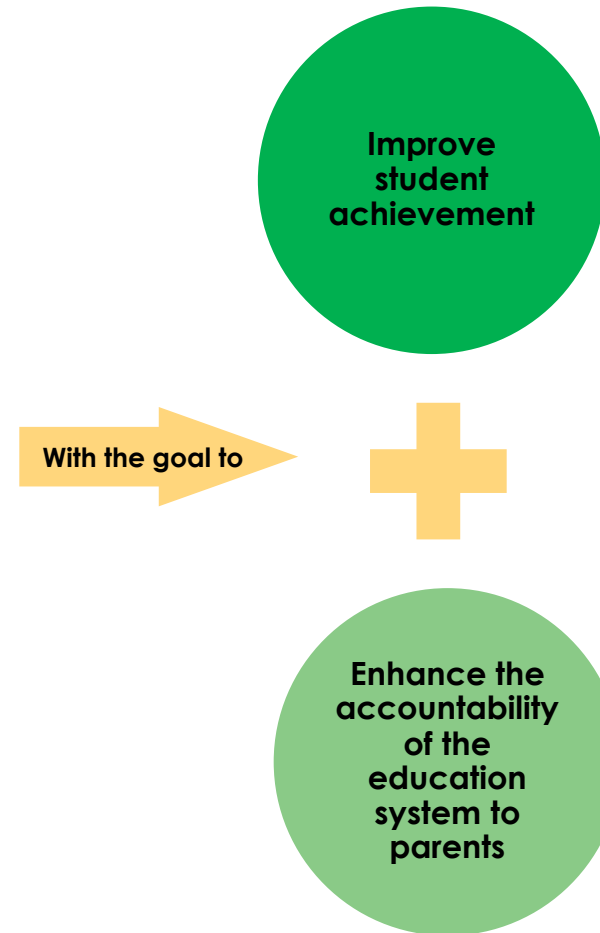 Improve
student
achievement
With the goal to
Enhance the
accountability
of the
education
system to
parents